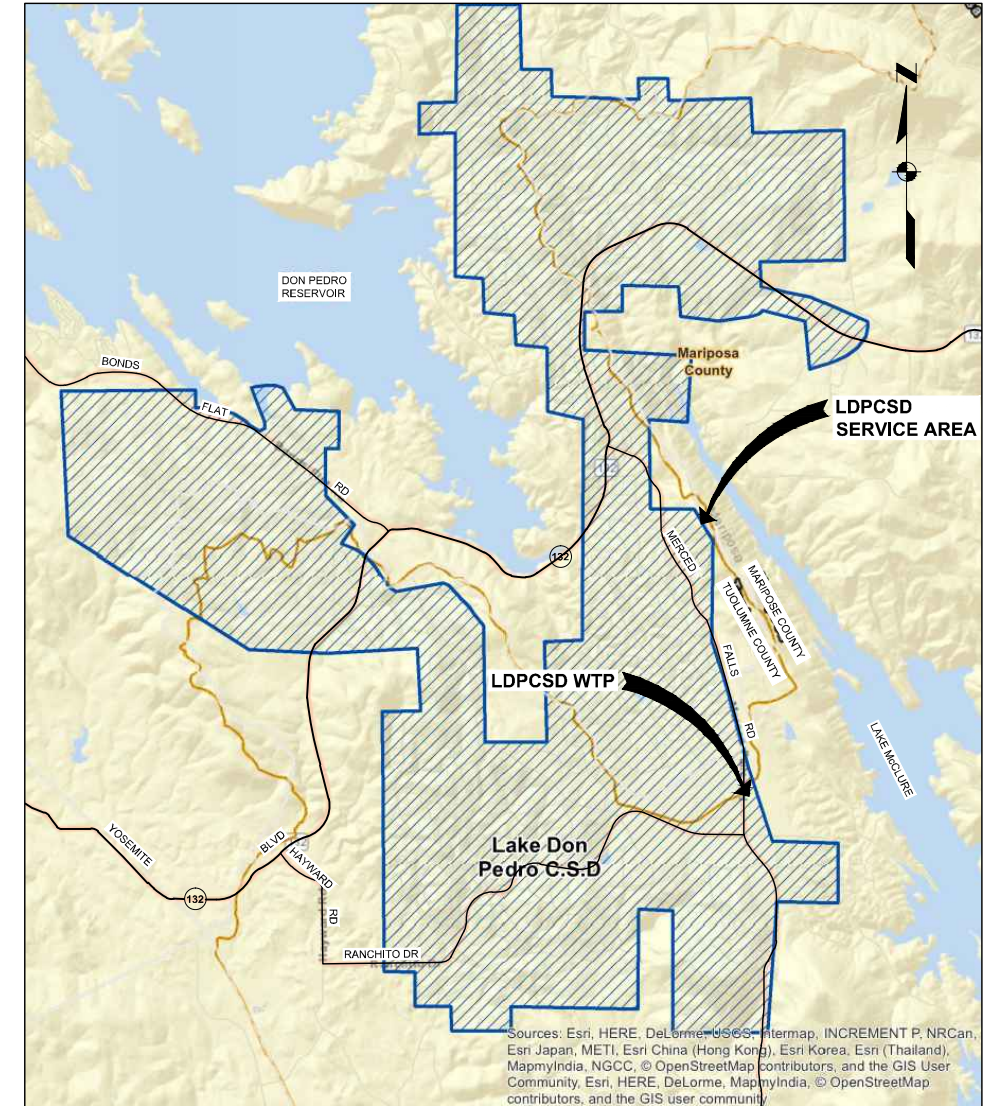 N
DON PEDRO
RESERVOIR
BONDS
FLAT
RD
Mariposa
County
LDPCSD
SERVICE AREA
132
MERCED
FALLS
RD
MARIPOSE COUNTY
TUOLUMNE COUNTY
LDPCSD WTP
LAKE McCLURE
YOSEMITE
BLVD
132
HAYWARD
RD
RANCHITO DR
Lake Don
Pedro C.S.D
Sources: Esri, HERE, DeLorme, USGS, Intermap, INCREMENT P, NRCan,
Esri Japan, METI, Esri China (Hong Kong), Esri Korea, Esri (Thailand),
MapmyIndia, NGCC, © OpenStreetMap contributors, and the GIS User
Community, Esri, HERE, DeLorme, MapmyIndia, © OpenStreetMap
contributors, and the GIS user community